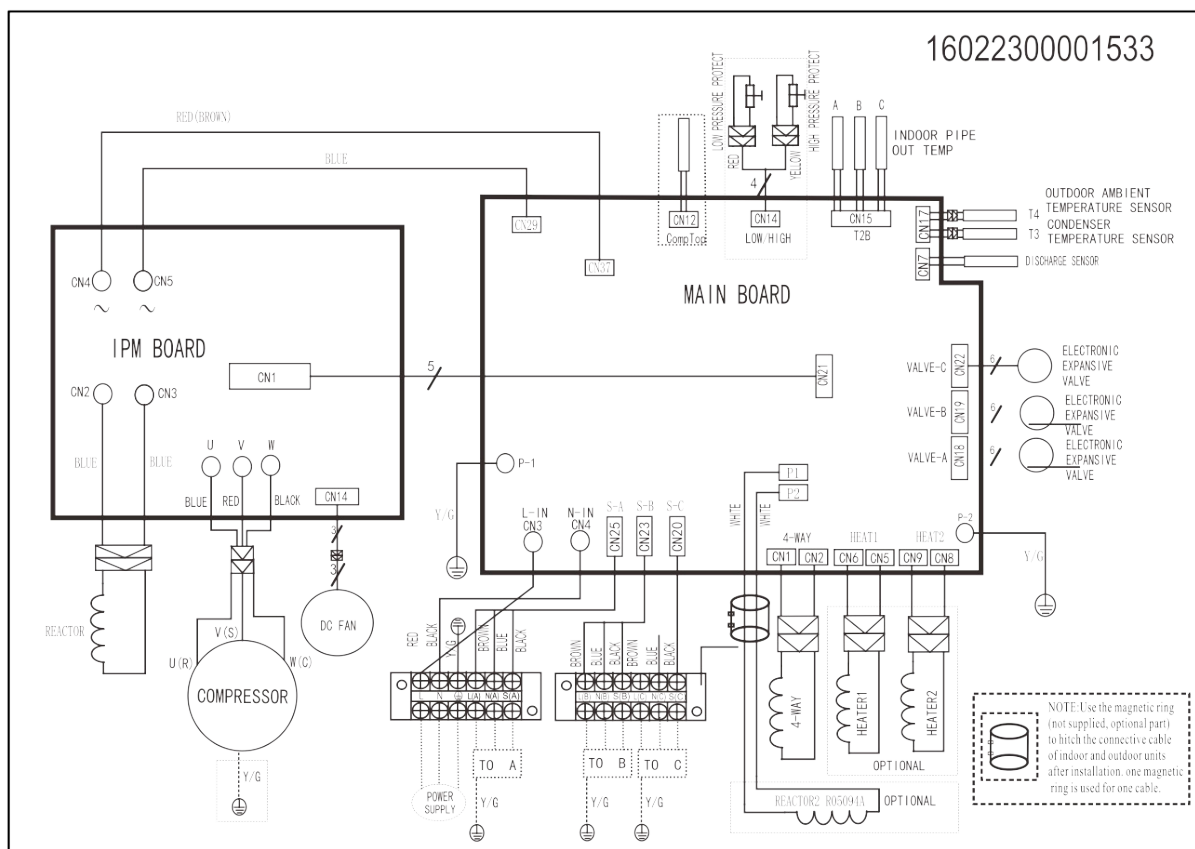 16022300001533
LOW PRESSURE PROTECT
HIGH PRESSURE PROTECT
RED
YELLOW
4
A B C
INDOOR PIPE
OUT TEMP
RED(BROWN)
BLUE
CN29
CN37
CN12
CompTop
CN14
LOW/HIGH
CN15
T2B
CN17
CN7
OUTDOOR AMBIENT
T4 TEMPERATURE SENSOR
CONDENSER
T3 TEMPERATURE SENSOR
DISCHARGE SENSOR
MAIN BOARD
CN4
CN5
~ ~
IPM BOARD
CN1
5
CN21
CN2
CN3
BLUE
BLUE
U V W
BLUE RED BLACK
CN14
3
3
VALVE-C CN22 6
ELECTRONIC
EXPANSIVE
VALVE
VALVE-B CN19 6
ELECTRONIC
EXPANSIVE
VALVE
VALVE-A CN18 6
ELECTRONIC
EXPANSIVE
VALVE
P-1
Y/G
P1
P2
WHITE
WHITE
L-IN
CN3
N-IN
CN4
S-A
CN25
S-B
CN23
S-C
CN20
P-2
Y/G
4-WAY
CN1 CN2
HEAT1
CN6 CN5
HEAT2
CN9 CN8
REACTOR
DC FAN
V(S)
U(R)
W(C)
COMPRESSOR
Y/G
RED
BLACK
Y/G
BROWN
BLUE
BLACK
L N L(A) N(A) S(A)
BROWN
BLUE
BLACK
BROWN
BLUE
BLACK
L(B) N(B) S(B) L(C) N(C) S(C)
POWER
SUPPLY
TO A
Y/G
TO B
Y/G
TO C
Y/G
4-WAY
HEATER1
HEATER2
OPTIONAL
REACTOR2 R05094A
OPTIONAL
NOTE:Use the magnetic ring
(not supplied, optional part)
to hitch the connective cable
of indoor and outdoor units
after installation. one magnetic
ring is used for one cable.